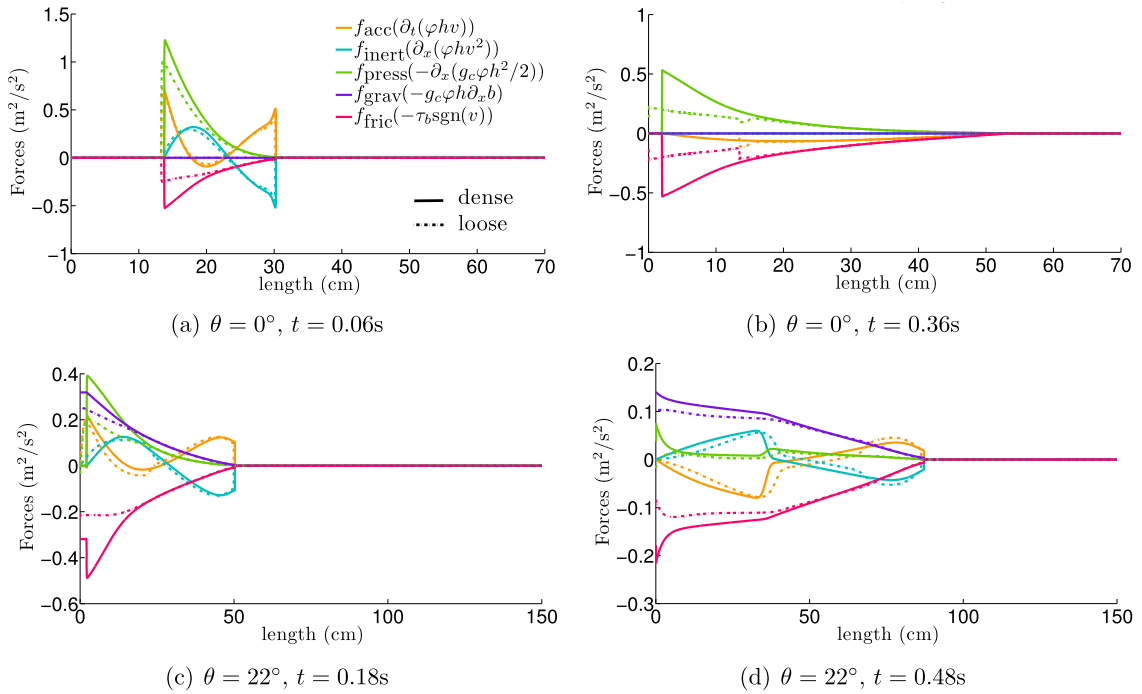 1.5
1
0.5
0
−0.5
−1
Forces (m²/s²)
0 10 20 30 40 50 60 70
length (cm)
f_acc(∂_t(φhv))
f_inert(∂_x(φhv²))
f_press(−∂_x(g_cφh²/2))
f_grav(−g_cφh∂_xb)
f_fric(−τ_bsgn(v))
dense
loose
(a) θ = 0°, t = 0.06s
1
0.5
0
−0.5
−1
Forces (m²/s²)
0 10 20 30 40 50 60 70
length (cm)
(b) θ = 0°, t = 0.36s
0.4
0.2
0
−0.2
−0.4
−0.6
Forces (m²/s²)
0 50 100 150
length (cm)
(c) θ = 22°, t = 0.18s
0.2
0.1
0
−0.1
−0.2
−0.3
Forces (m²/s²)
0 50 100 150
length (cm)
(d) θ = 22°, t = 0.48s